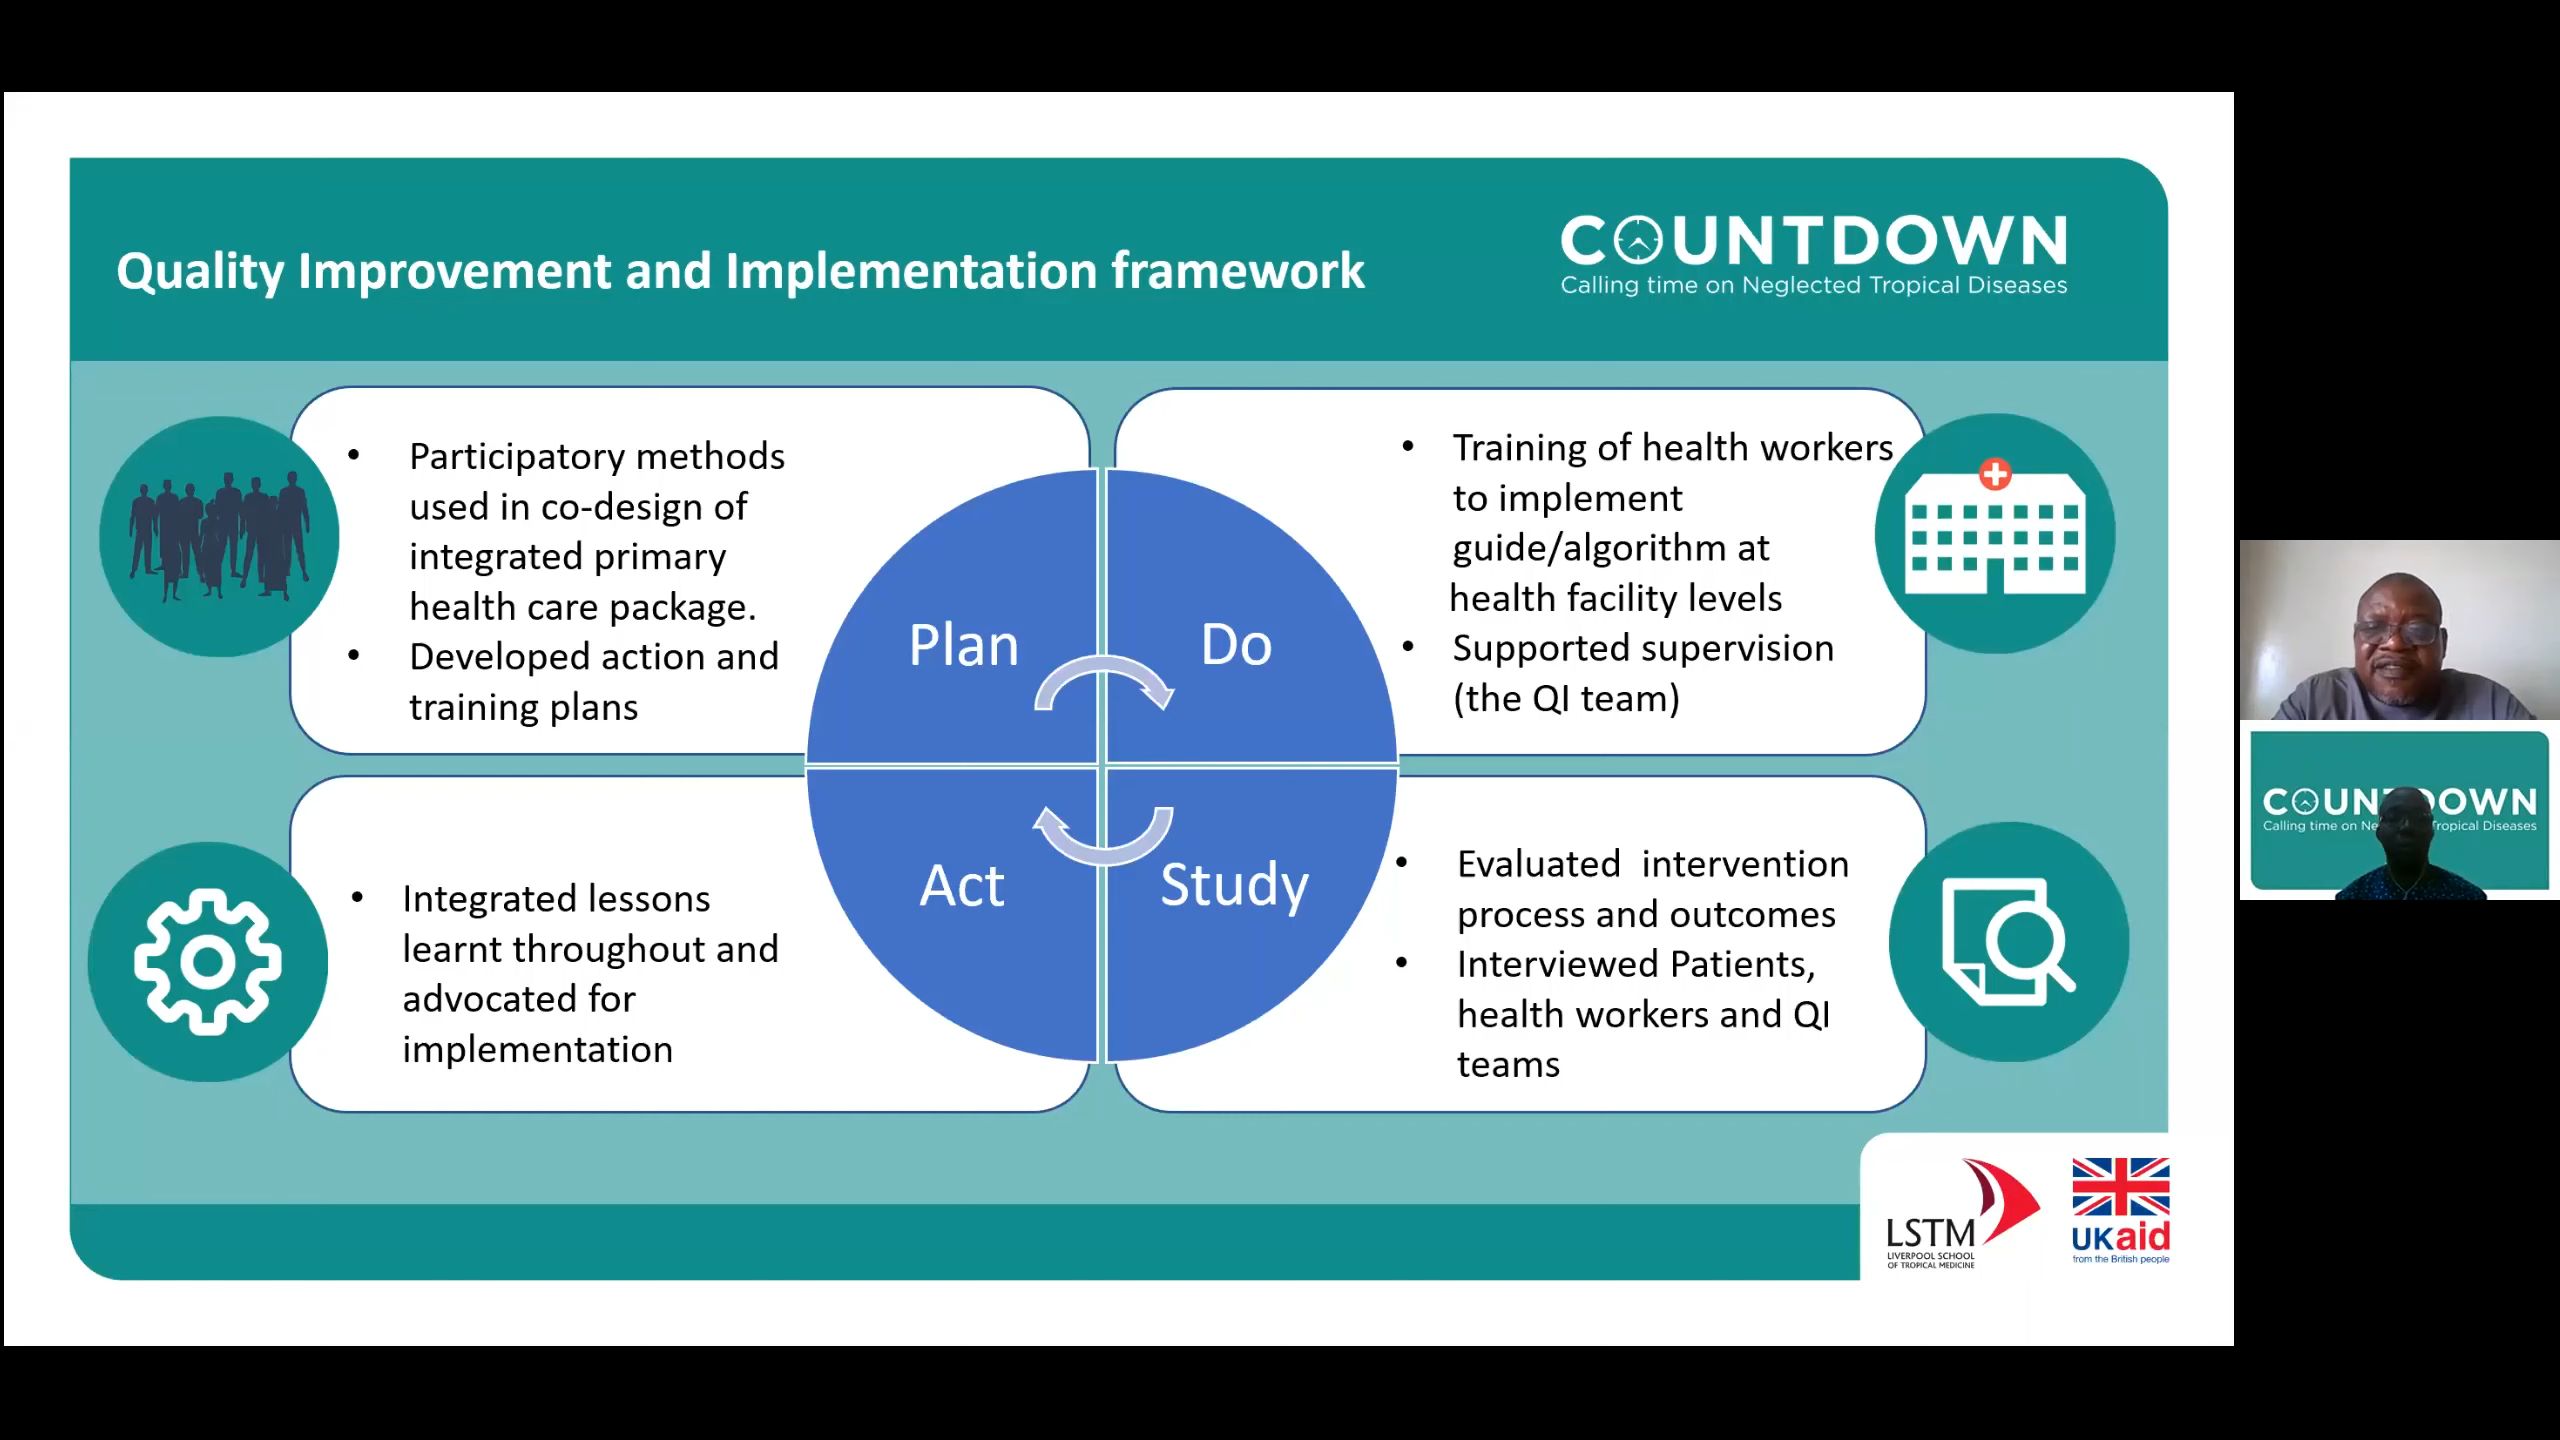 Quality Improvement and Implementation framework
COUNTDOWN
Calling time on Neglected Tropical Diseases
• Participatory methods
used in co-design of
integrated primary
health care package.
• Developed action and
training plans
• Training of health workers
to implement
guide/algorithm at
health facility levels
• Supported supervision
(the QI team)
Plan
Do
Act
Study
• Integrated lessons
learnt throughout and
advocated for
implementation
• Evaluated intervention
process and outcomes
• Interviewed Patients,
health workers and QI
teams
LSTM
LIVERPOOL SCHOOL
OF TROPICAL MEDICINE
UKaid
from the British people
COUN DOWN
Calling time on Ne Tropical Diseases